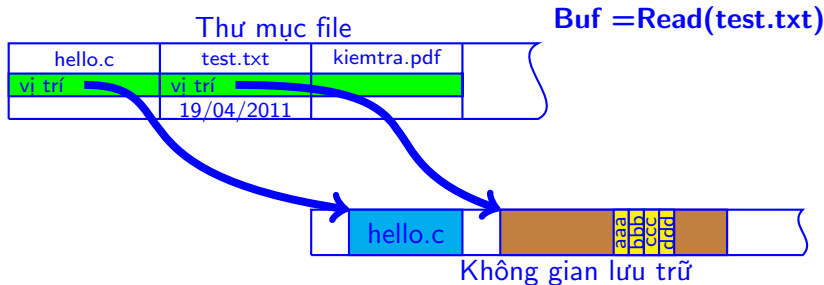 Thư mục file
Buf =Read(test.txt)
hello.c
test.txt
kiemtra.pdf
vị trí
vị trí
19/04/2011
hello.c
aaa
bbb
ccc
ddd
Không gian lưu trữ